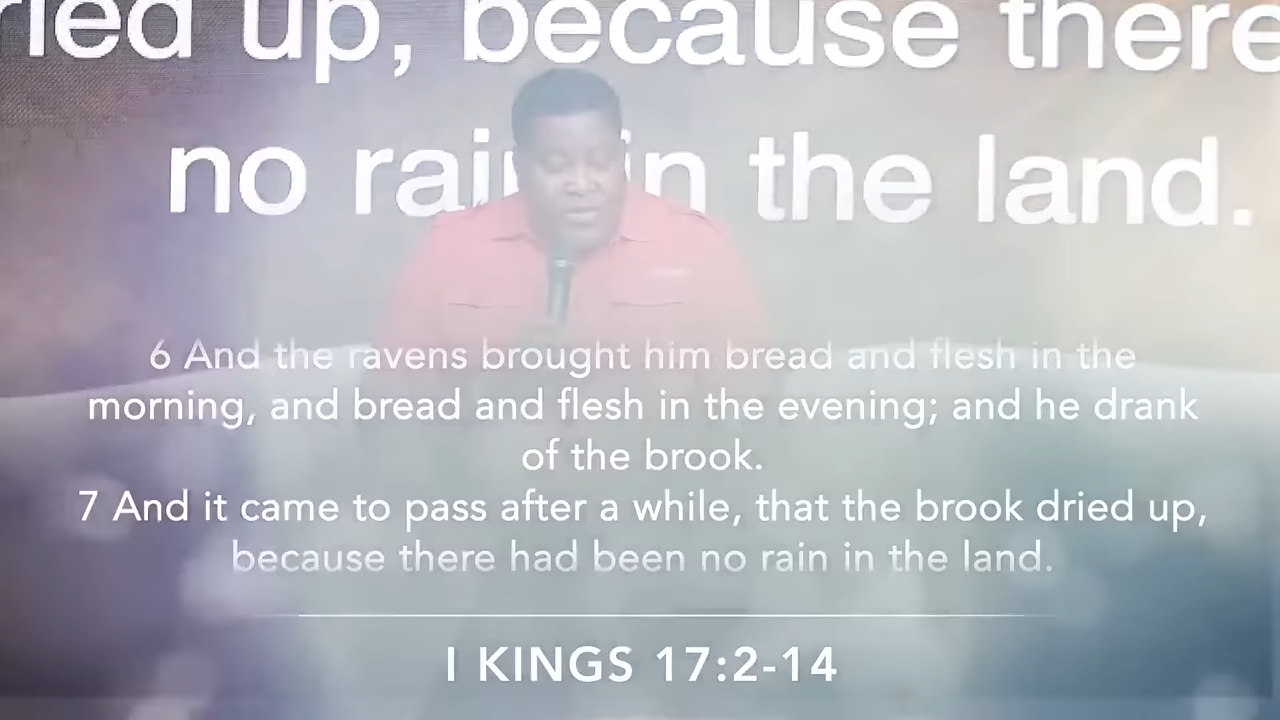 up, because there
no in the land.
6 And the ravens brought him bread and flesh in the
morning, and bread and flesh in the evening; and he drank
of the brook.
7 And it came to pass after a while, that the brook dried up,
because there had been no rain in the land.
I KINGS 17:2-14